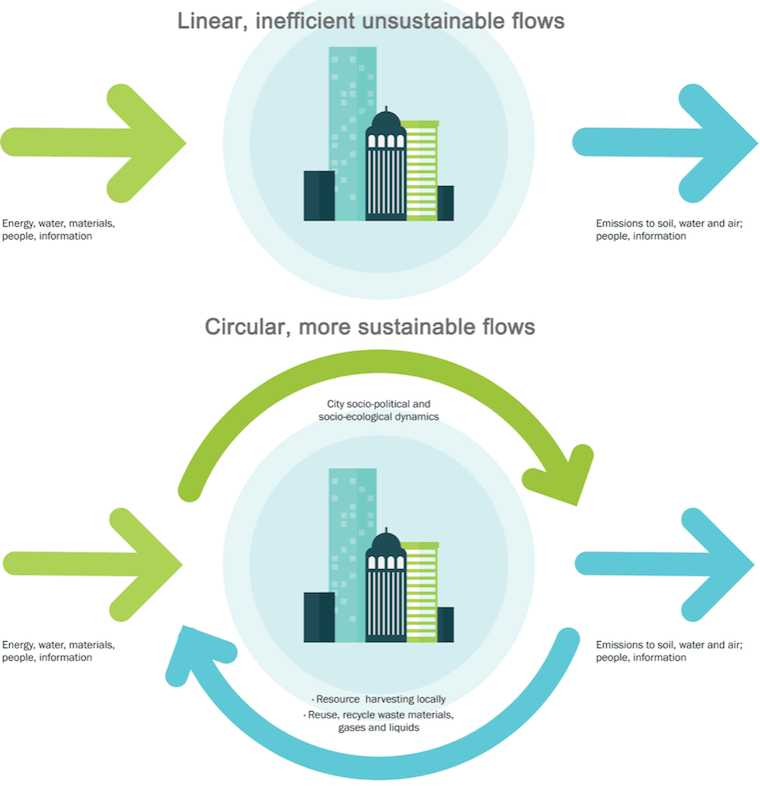 Linear, inefficient unsustainable flows
Energy, water, materials,
people, information
Emissions to soil, water and air;
people, information
Circular, more sustainable flows
City socio-political and
socio-ecological dynamics
Energy, water, materials,
people, information
Emissions to soil, water and air;
people, information
· Resource harvesting locally
· Reuse, recycle waste materials,
gases and liquids